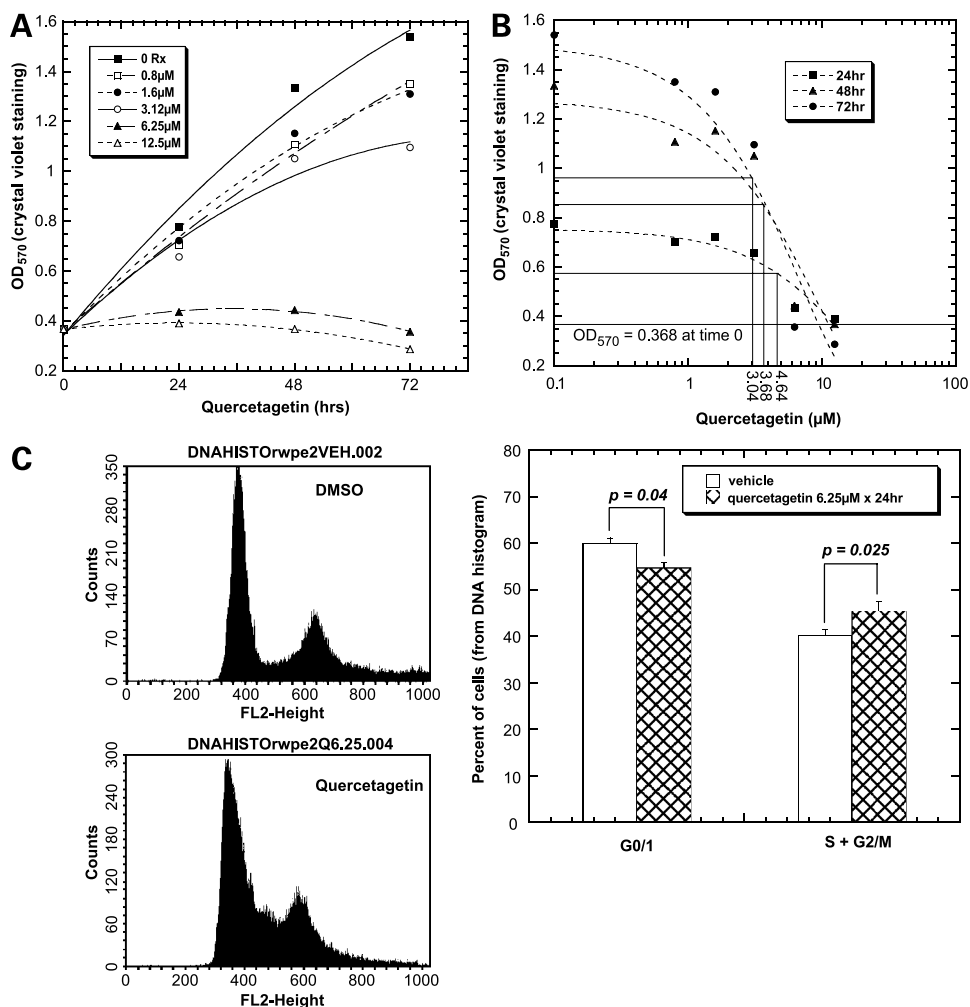 A
OD570 (crystal violet staining)
1.6
1.4
1.2
1
0.8
0.6
0.4
0.2
0 Rx
0.8µM
1.6µM
3.12µM
6.25µM
12.5µM
0 24 48 72
Quercetagetin (hrs)
B
OD570 (crystal violet staining)
1.6
1.4
1.2
1
0.8
0.6
0.4
0.2
24hr
48hr
72hr
OD570 = 0.368 at time 0
3.04
3.68
4.64
0.1 1 10 100
Quercetagetin (µM)
C
DNAHISTOrwpe2VEH.002
DMSO
Counts
350
280
210
140
70
0
0 200 400 600 800 1000
FL2-Height
DNAHISTOrwpe2Q6.25.004
Quercetagetin
Counts
300
240
180
120
60
0
0 200 400 600 800 1000
FL2-Height
Percent of cells (from DNA histogram)
80
70
60
50
40
30
20
10
0
vehicle
quercetagetin 6.25µM x 24hr
p = 0.04
p = 0.025
G0/1 S + G2/M